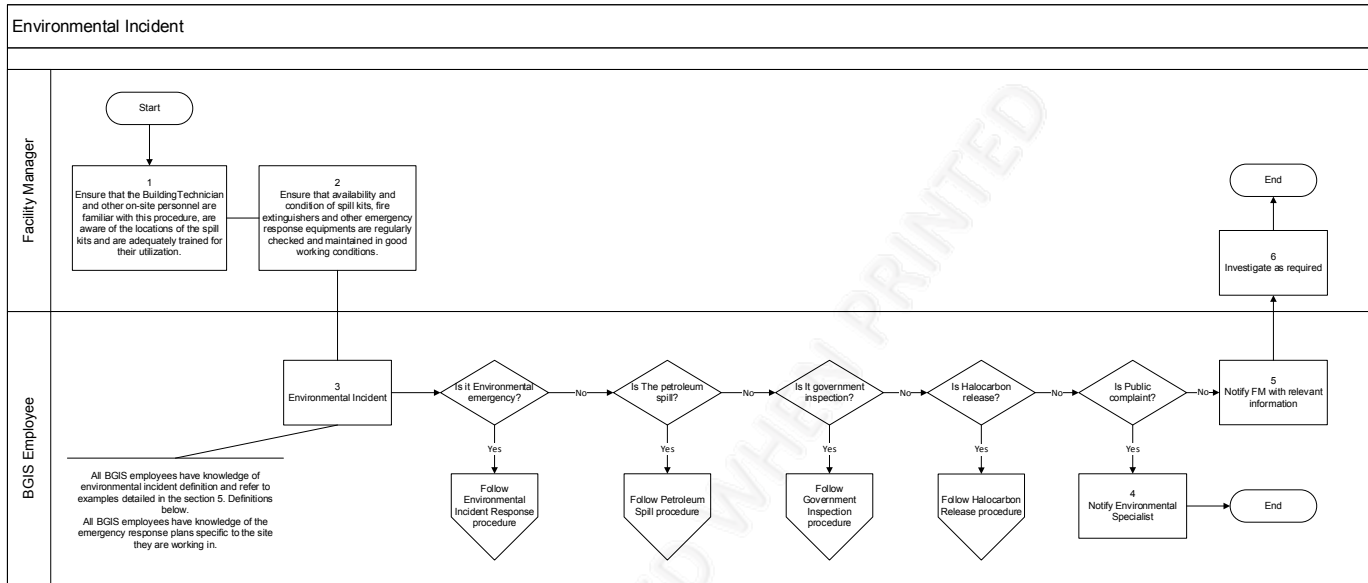 Environmental Incident
Facility Manager
Start
1
Ensure that the BuildingTechnician
and other on-site personnel are
familiar with this procedure, are
aware of the locations of the spill
kits and are adequately trained for
their utilization.
2
Ensure that availability and
condition of spill kits, fire
extinguishers and other emergency
response equipments are regularly
checked and maintained in good
working conditions.
End
6
Investigate as required
BGIS Employee
3
Environmental Incident
Is it Environmental
emergency?
No
Is The petroleum
spill?
No
Is It government
inspection?
No
Is Halocarbon
release?
No
Is Public
complaint?
No
5
Notify FM with relevant
information
Yes
Yes
Yes
Yes
Yes
All BGIS employees have knowledge of
environmental incident definition and refer to
examples detailed in the section 5. Definitions
below.
All BGIS employees have knowledge of the
emergency response plans specific to the site
they are working in.
Follow
Environmental
Incident Response
procedure
Follow Petroleum
Spill procedure
Follow
Government
Inspection
procedure
Follow Halocarbon
Release procedure
4
Notify Environmental
Specialist
End
WHEN PRINTED